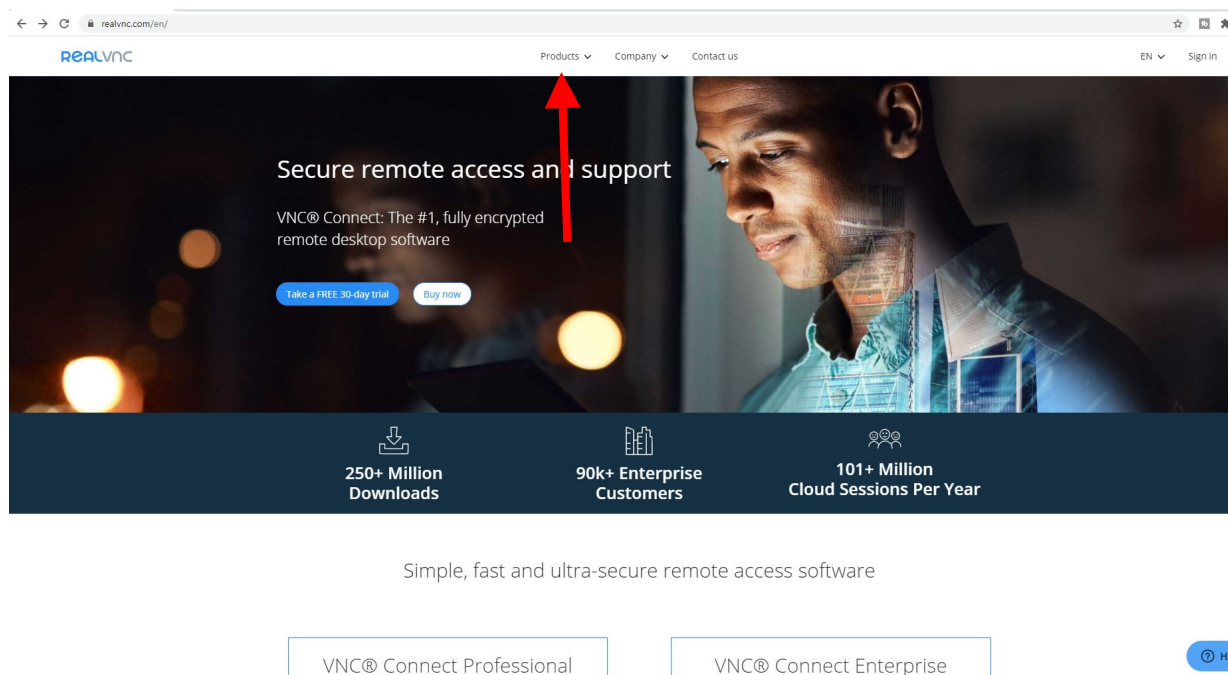 realvnc.com/en/
REALVNC
Products
Company
Contact us
EN
Sign in
Secure remote access and support
VNC® Connect: The #1, fully encrypted
remote desktop software
Take a FREE 30-day trial
Buy now
250+ Million
Downloads
90k+ Enterprise
Customers
101+ Million
Cloud Sessions Per Year
Simple, fast and ultra-secure remote access software
VNC® Connect Professional
VNC® Connect Enterprise